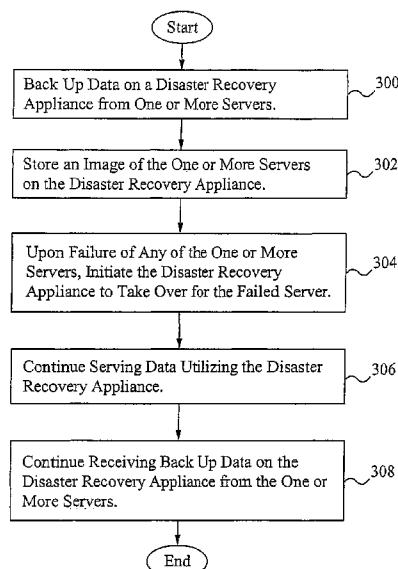 Start
Back Up Data on a Disaster Recovery
Appliance from One or More Servers.
300
Store an Image of the One or More Servers
on the Disaster Recovery Appliance.
302
Upon Failure of Any of the One or More
Servers, Initiate the Disaster Recovery
Appliance to Take Over for the Failed Server.
304
Continue Serving Data Utilizing the Disaster
Recovery Appliance.
306
Continue Receiving Back Up Data on the
Disaster Recovery Appliance from the One or
More Servers.
308
End